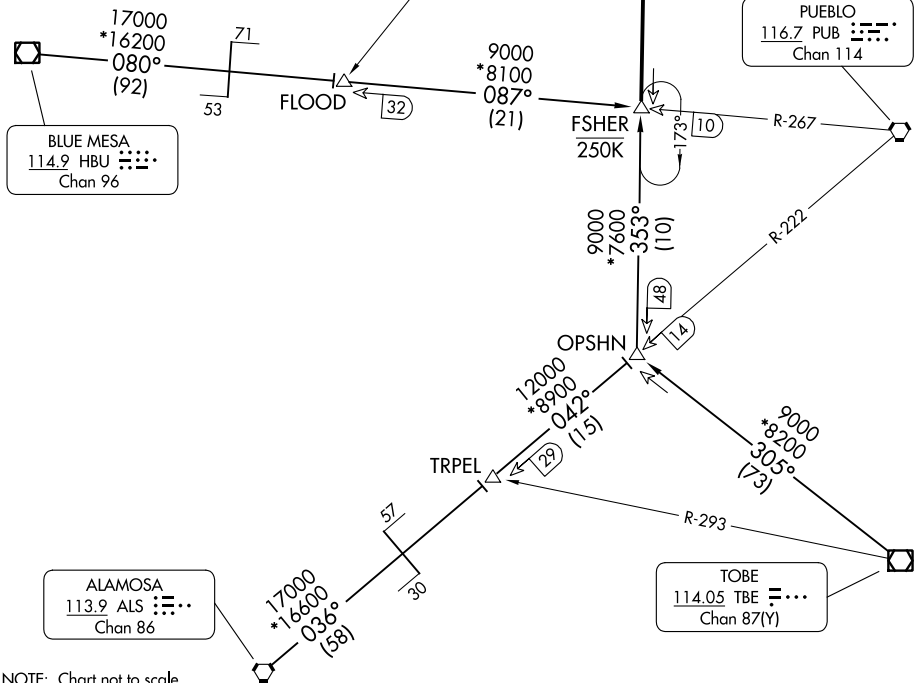 17000
*16200
080°
(92)
71
53
FLOOD
32
9000
*8100
087°
(21)
FSHER
250K
173°
10
R-267
PUEBLO
116.7 PUB
Chan 114
BLUE MESA
114.9 HBU
Chan 96
R-222
9000
*7600
353°
(10)
48
14
OPSHN
12000
*8900
042°
(15)
9000
*8200
305°
(73)
TRPEL
29
R-293
57
30
17000
*16600
036°
(58)
ALAMOSA
113.9 ALS
Chan 86
TOBE
114.05 TBE
Chan 87(Y)
NOTE: Chart not to scale.